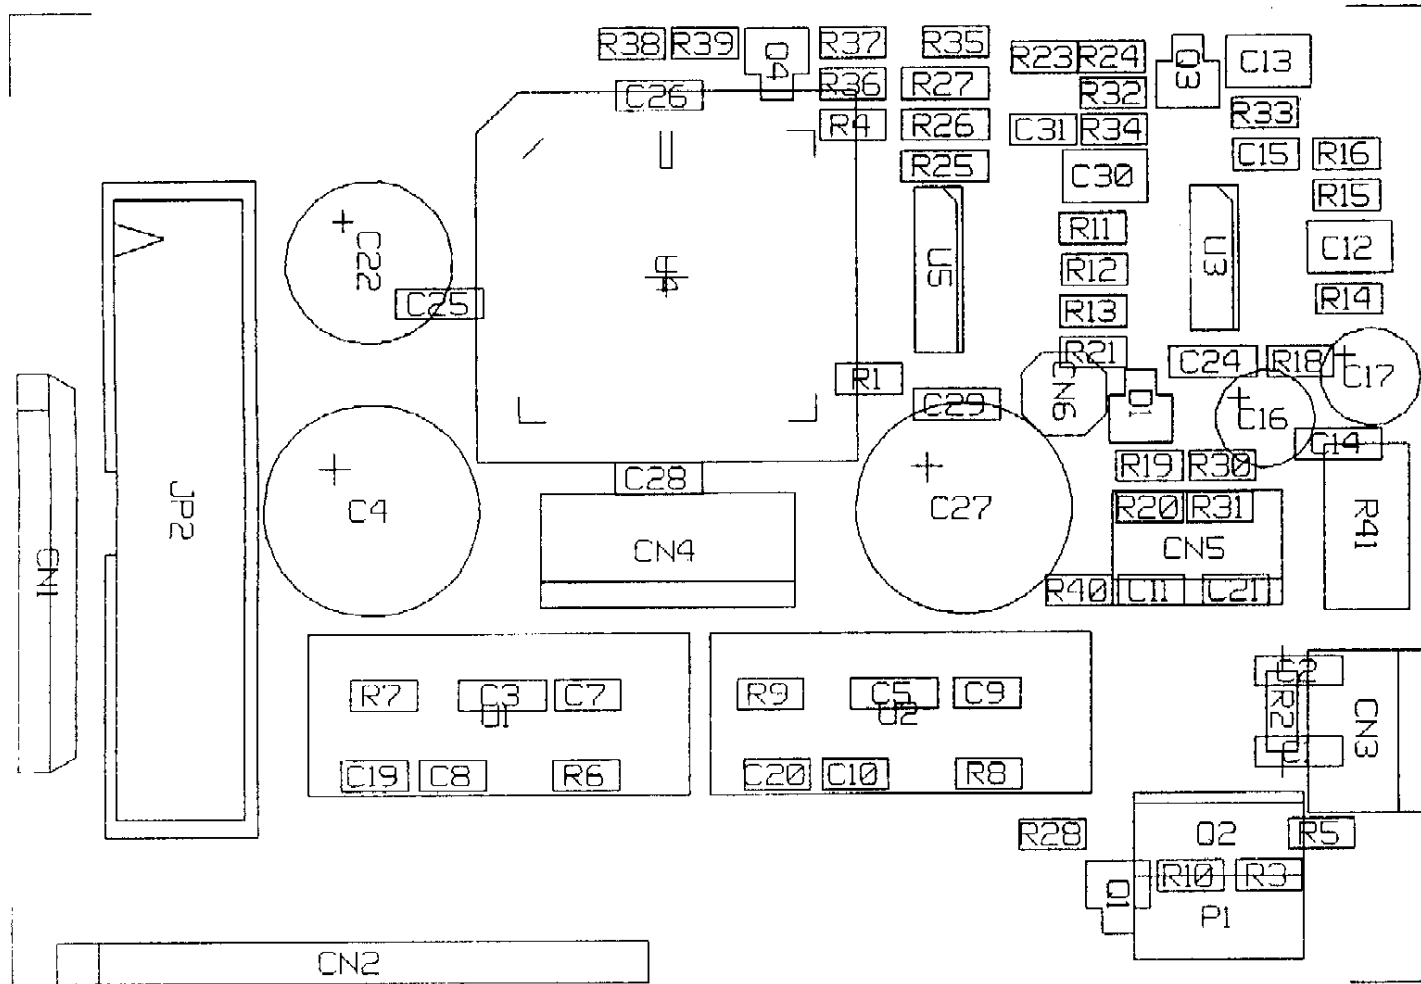 R38 R39 Q4 R37 R35 R23 R24 Q3 C13
C26 R36 R27 R32 R33
R4 R26 C31 R34
R25 C30 C15 R16
R15
C22 R11 U3 C12
C25 U5 R12
R13 R14
R21 C24 R18 C17
R1 C29 CN6 D1 C16
C14
C28 R19 R30
JP2 C4 C27 R20 R31 R41
CN1 CN4 CN5
R40 C11 C21
C2
R7 C3 C7 R9 C5 C9 R2 CN3
U1 U2
C19 C8 R6 C20 C10 R8
R28 Q2 R5
Q1 R10 R3
P1
CN2